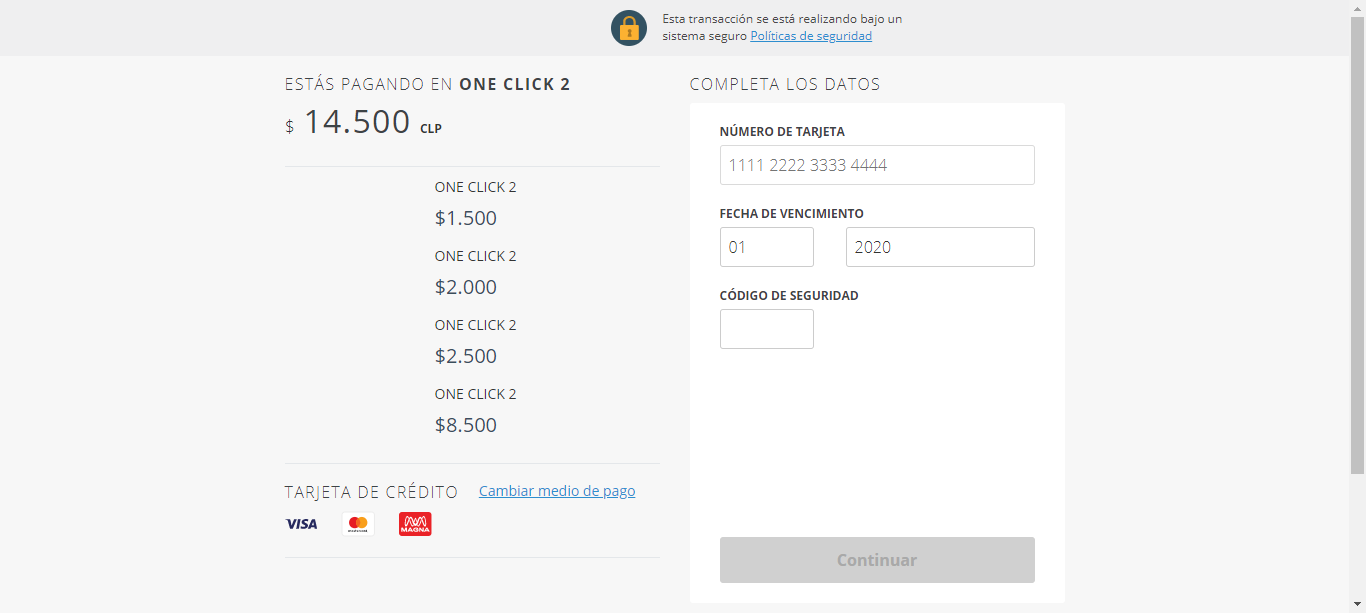 Esta transacción se está realizando bajo un
sistema seguro Políticas de seguridad
ESTÁS PAGANDO EN ONE CLICK 2
$ 14.500 CLP
ONE CLICK 2
$1.500
ONE CLICK 2
$2.000
ONE CLICK 2
$2.500
ONE CLICK 2
$8.500
TARJETA DE CRÉDITO Cambiar medio de pago
VISA mastercard MAGNA
COMPLETA LOS DATOS
NÚMERO DE TARJETA
1111 2222 3333 4444
FECHA DE VENCIMIENTO
01 2020
CÓDIGO DE SEGURIDAD
Continuar